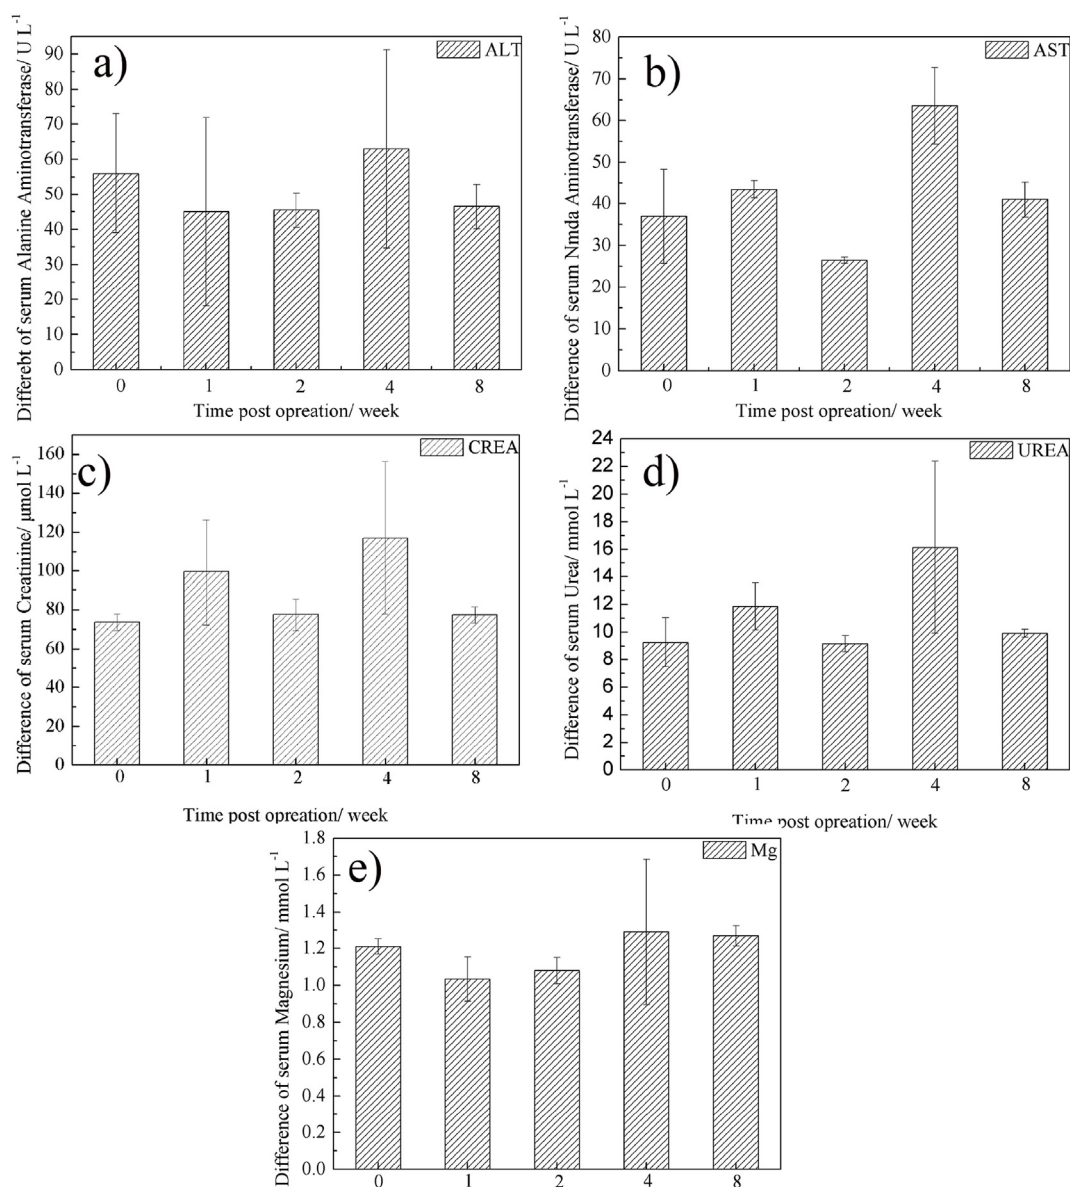 a)
ALT
Differebt of serum Alanine Aminotransferase/ U L-1
90
80
70
60
50
40
30
20
10
0
0 1 2 4 8
Time post opreation/ week
b)
AST
Difference of serum Nmda Aminotransferase/ U L-1
80
70
60
50
40
30
20
10
0
0 1 2 4 8
Time post opreation/ week
c)
CREA
Difference of serum Creatinine/ μmol L-1
160
140
120
100
80
60
40
20
0
0 1 2 4 8
Time post opreation/ week
d)
UREA
Difference of serum Urea/ mmol L-1
24
22
20
18
16
14
12
10
8
6
4
2
0
0 1 2 4 8
Time post opreation/ week
e)
Mg
Difference of serum Magnesium/ mmol L-1
1.8
1.6
1.4
1.2
1.0
0.8
0.6
0.4
0.2
0.0
0 1 2 4 8